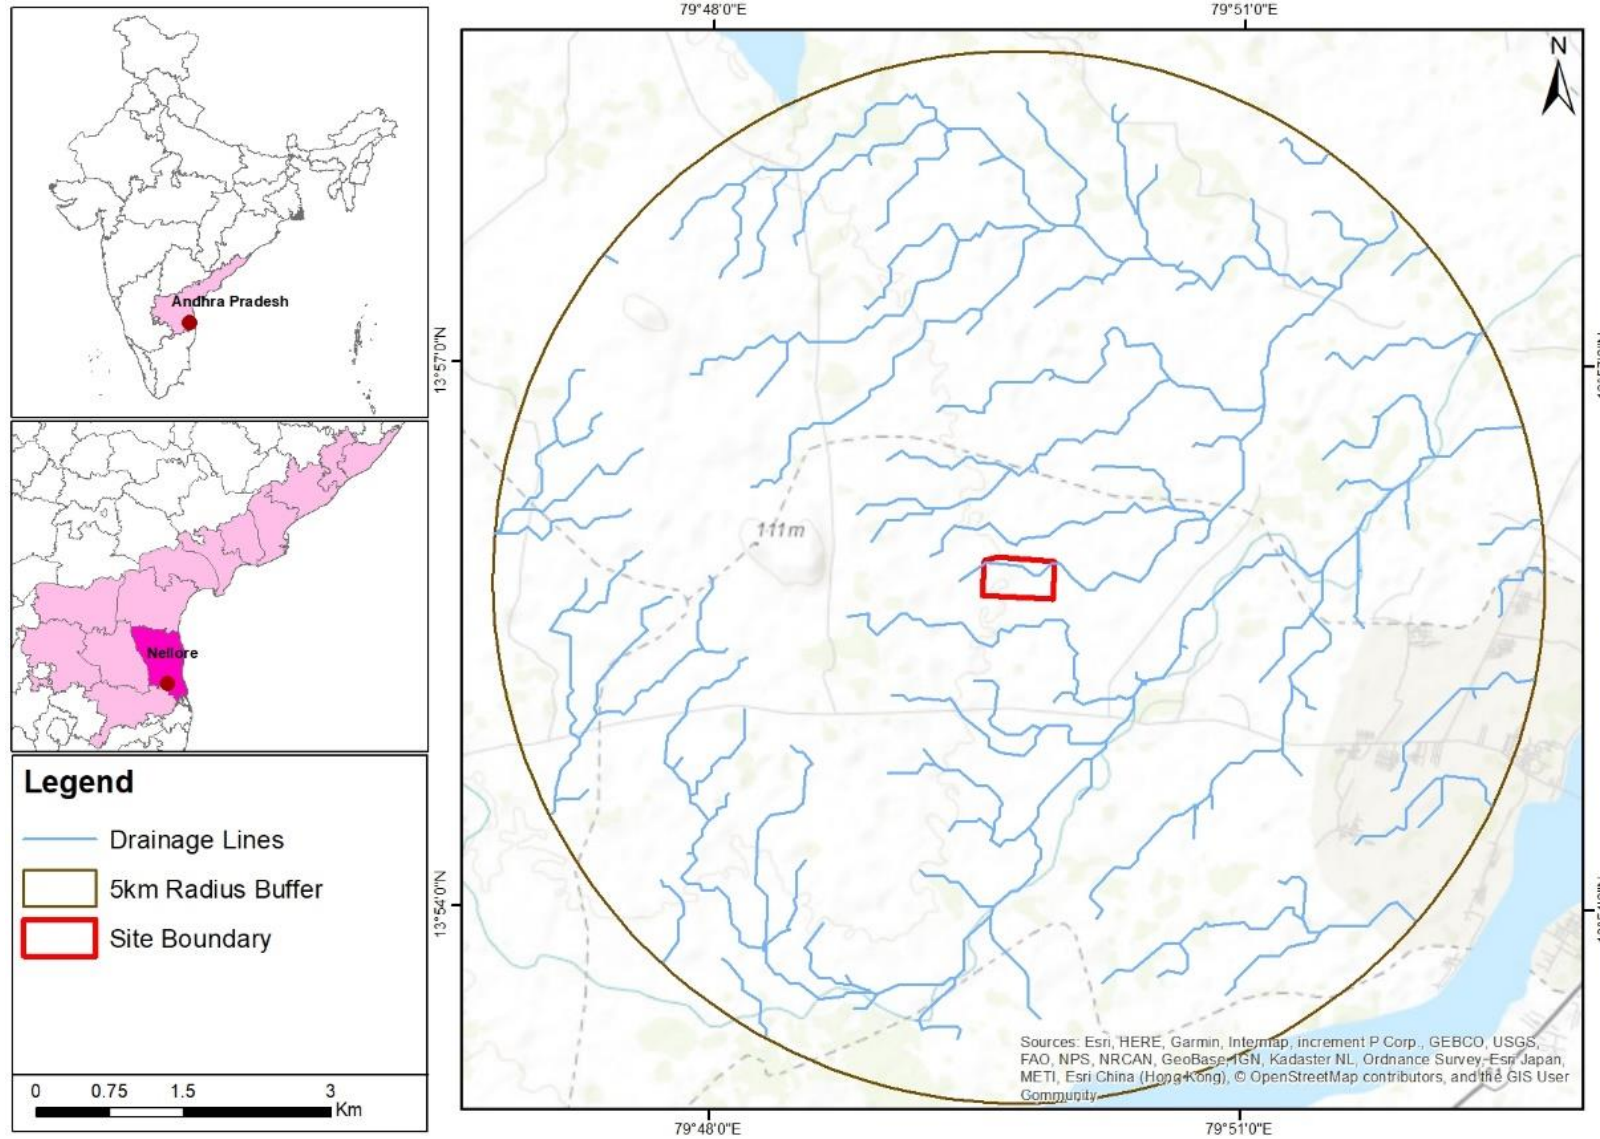 79°48'0"E
79°51'0"E
N
Andhra Pradesh
13°57'0"N
111m
Nellore
Legend
Drainage Lines
5km Radius Buffer
Site Boundary
13°54'0"N
0 0.75 1.5 3
Km
Sources: Esri, HERE, Garmin, Intermap, increment P Corp., GEBCO, USGS,
FAO, NPS, NRCAN, GeoBase, IGN, Kadaster NL, Ordnance Survey, Esri Japan,
METI, Esri China (Hong Kong), © OpenStreetMap contributors, and the GIS User
Community
79°48'0"E
79°51'0"E